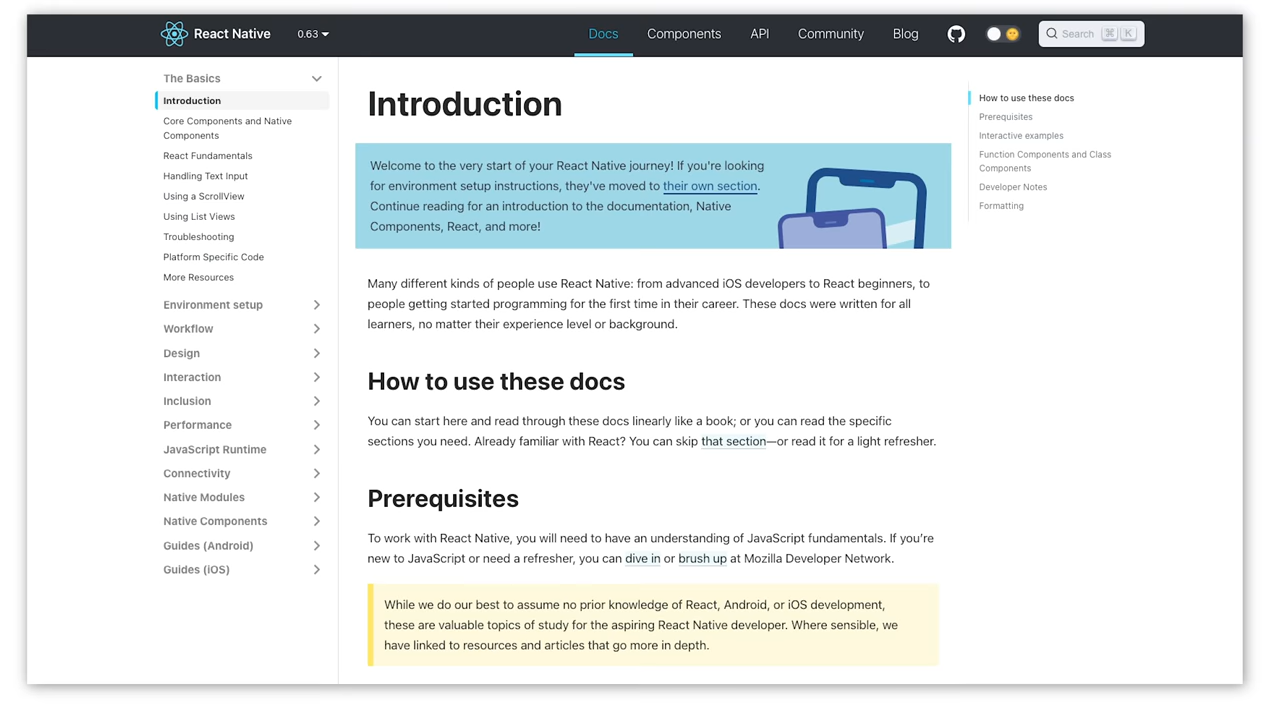 React Native 0.63 Docs Components API Community Blog Search ⌘ K
The Basics
Introduction
Core Components and Native
Components
React Fundamentals
Handling Text Input
Using a ScrollView
Using List Views
Troubleshooting
Platform Specific Code
More Resources
Environment setup
Workflow
Design
Interaction
Inclusion
Performance
JavaScript Runtime
Connectivity
Native Modules
Native Components
Guides (Android)
Guides (iOS)
Introduction
Welcome to the very start of your React Native journey! If you're looking
for environment setup instructions, they've moved to their own section.
Continue reading for an introduction to the documentation, Native
Components, React, and more!
Many different kinds of people use React Native: from advanced iOS developers to React beginners, to
people getting started programming for the first time in their career. These docs were written for all
learners, no matter their experience level or background.
How to use these docs
You can start here and read through these docs linearly like a book; or you can read the specific
sections you need. Already familiar with React? You can skip that section—or read it for a light refresher.
Prerequisites
To work with React Native, you will need to have an understanding of JavaScript fundamentals. If you’re
new to JavaScript or need a refresher, you can dive in or brush up at Mozilla Developer Network.
While we do our best to assume no prior knowledge of React, Android, or iOS development,
these are valuable topics of study for the aspiring React Native developer. Where sensible, we
have linked to resources and articles that go more in depth.
How to use these docs
Prerequisites
Interactive examples
Function Components and Class
Components
Developer Notes
Formatting